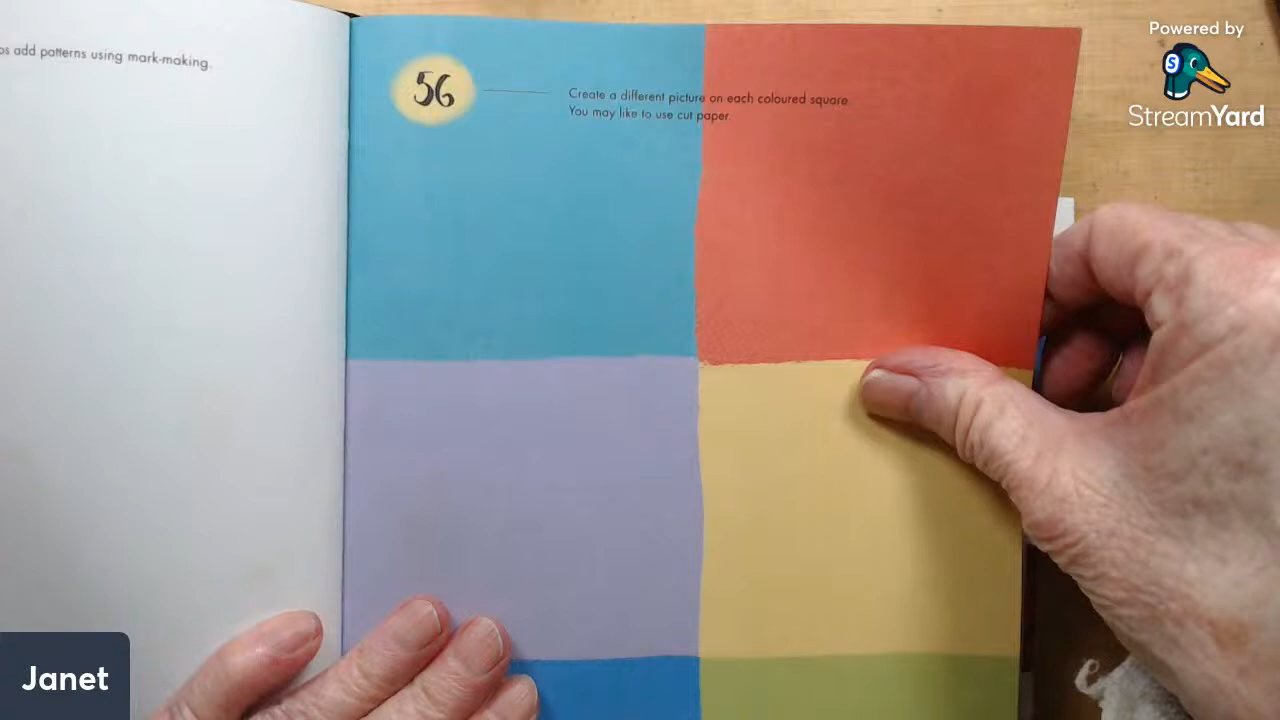 os add patterns using mark-making.
56
Create a different picture on each coloured square.
You may like to use cut paper.
Powered by
S
StreamYard
Janet